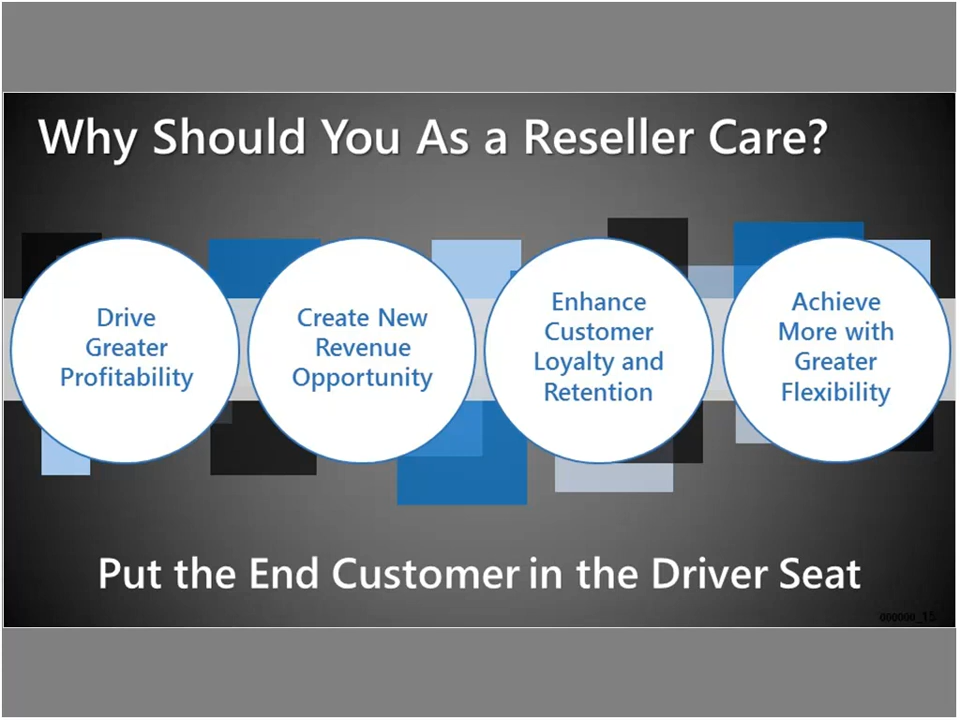 Why Should You As a Reseller Care?
Drive
Greater
Profitability
Create New
Revenue
Opportunity
Enhance
Customer
Loyalty and
Retention
Achieve
More with
Greater
Flexibility
Put the End Customer in the Driver Seat
000000_15